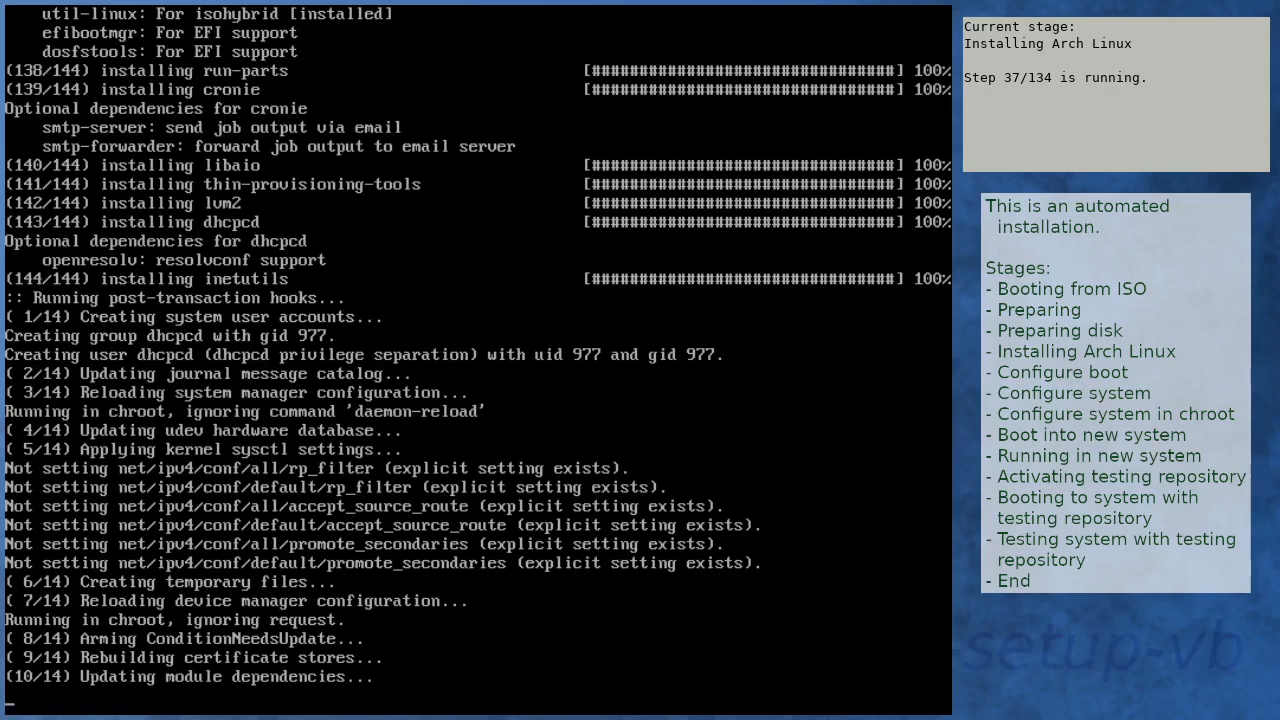 util-linux: For isohybrid [installed]
    efibootmgr: For EFI support
    dosfstools: For EFI support
(138/144) installing run-parts [################################] 100%
(139/144) installing cronie [################################] 100%
Optional dependencies for cronie
    smtp-server: send job output via email
    smtp-forwarder: forward job output to email server
(140/144) installing libaio [################################] 100%
(141/144) installing thin-provisioning-tools [################################] 100%
(142/144) installing lvm2 [################################] 100%
(143/144) installing dhcpcd [################################] 100%
Optional dependencies for dhcpcd
    openresolv: resolvconf support
(144/144) installing inetutils [################################] 100%
:: Running post-transaction hooks...
( 1/14) Creating system user accounts...
Creating group dhcpcd with gid 977.
Creating user dhcpcd (dhcpcd privilege separation) with uid 977 and gid 977.
( 2/14) Updating journal message catalog...
( 3/14) Reloading system manager configuration...
Running in chroot, ignoring command 'daemon-reload'
( 4/14) Updating udev hardware database...
( 5/14) Applying kernel sysctl settings...
Not setting net/ipv4/conf/all/rp_filter (explicit setting exists).
Not setting net/ipv4/conf/default/rp_filter (explicit setting exists).
Not setting net/ipv4/conf/all/accept_source_route (explicit setting exists).
Not setting net/ipv4/conf/default/accept_source_route (explicit setting exists).
Not setting net/ipv4/conf/all/promote_secondaries (explicit setting exists).
Not setting net/ipv4/conf/default/promote_secondaries (explicit setting exists).
( 6/14) Creating temporary files...
( 7/14) Reloading device manager configuration...
Running in chroot, ignoring request.
( 8/14) Arming ConditionNeedsUpdate...
( 9/14) Rebuilding certificate stores...
(10/14) Updating module dependencies...
Current stage:
Installing Arch Linux
Step 37/134 is running.
This is an automated
installation.
Stages:
- Booting from ISO
- Preparing
- Preparing disk
- Installing Arch Linux
- Configure boot
- Configure system
- Configure system in chroot
- Boot into new system
- Running in new system
- Activating testing repository
- Booting to system with
testing repository
- Testing system with testing
repository
- End
setup-vb